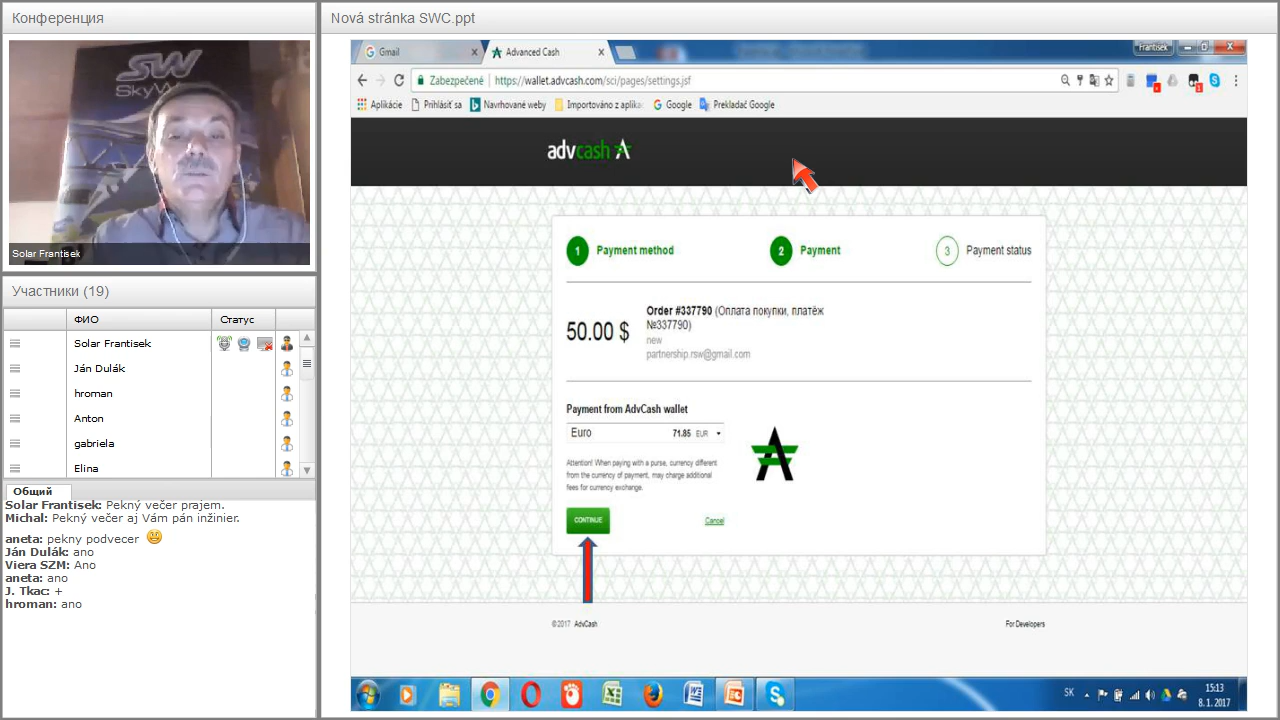 Конференция
SW
SkyW
Solar Frantisek
Участники (19)
ФИО
Статус
Solar Frantisek
Ján Dulák
hroman
Anton
gabriela
Elina
Общий
Solar Frantisek: Pekný večer prajem.
Michal: Pekný večer aj Vám pán inžinier.
aneta: pekny podvecer
Ján Dulák: ano
Viera SZM: Ano
aneta: ano
J. Tkac: +
hroman: ano
Nová stránka SWC.ppt
Gmail
Advanced Cash
František
Zabezpečené
https://wallet.advcash.com/sci/pages/settings.jsf
Aplikácie
Prihlásiť sa
Navrhované weby
Importováno z aplika
Google
Prekladač Google
advcash
1 Payment method
2 Payment
3 Payment status
50.00 $
Order #337790 (Оплата покупки, платёж
№337790)
new
partnership.rsw@gmail.com
Payment from AdvCash wallet
Euro 71.85 EUR
Attention! When paying with a purse, currency different
from the currency of payment, may charge additional
fees for currency exchange.
CONTINUE
Cancel
©2017 AdvCash
For Developers
SK
15:13
8. 1. 2017